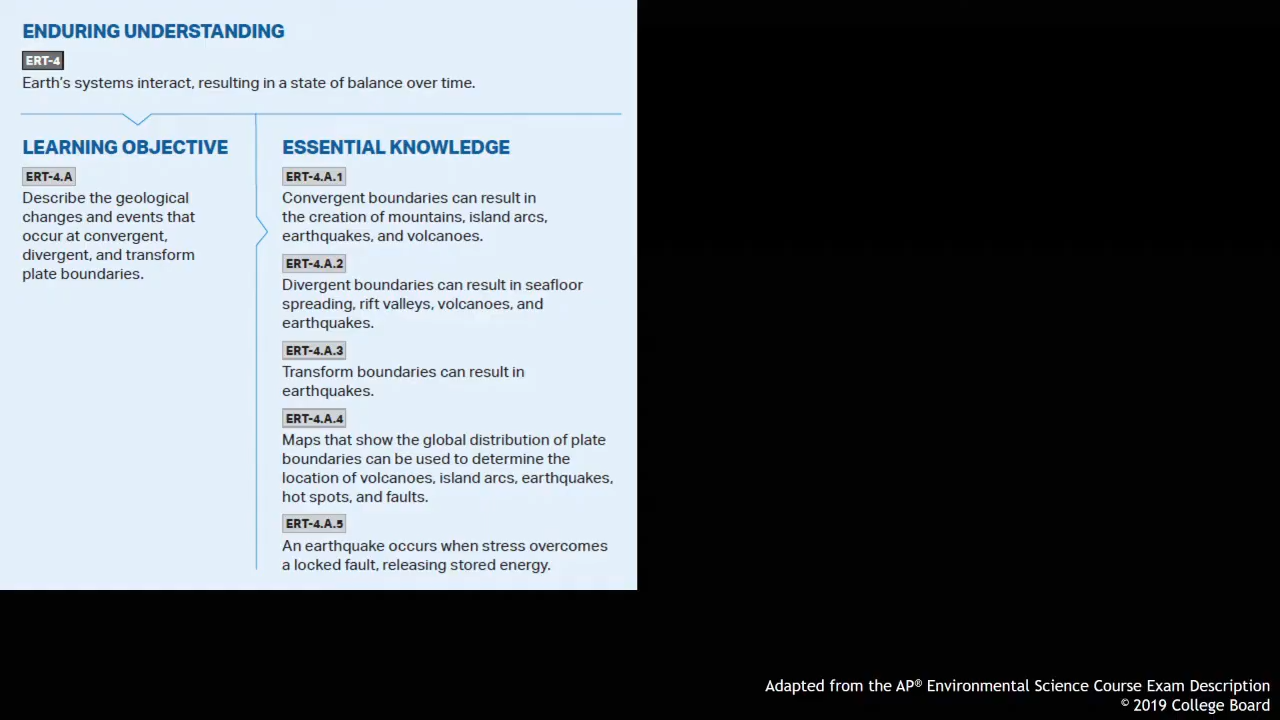 ENDURING UNDERSTANDING
ERT-4
Earth's systems interact, resulting in a state of balance over time.
LEARNING OBJECTIVE
ERT-4.A
Describe the geological
changes and events that
occur at convergent,
divergent, and transform
plate boundaries.
ESSENTIAL KNOWLEDGE
ERT-4.A.1
Convergent boundaries can result in
the creation of mountains, island arcs,
earthquakes, and volcanoes.
ERT-4.A.2
Divergent boundaries can result in seafloor
spreading, rift valleys, volcanoes, and
earthquakes.
ERT-4.A.3
Transform boundaries can result in
earthquakes.
ERT-4.A.4
Maps that show the global distribution of plate
boundaries can be used to determine the
location of volcanoes, island arcs, earthquakes,
hot spots, and faults.
ERT-4.A.5
An earthquake occurs when stress overcomes
a locked fault, releasing stored energy.
Adapted from the AP® Environmental Science Course Exam Description
© 2019 College Board